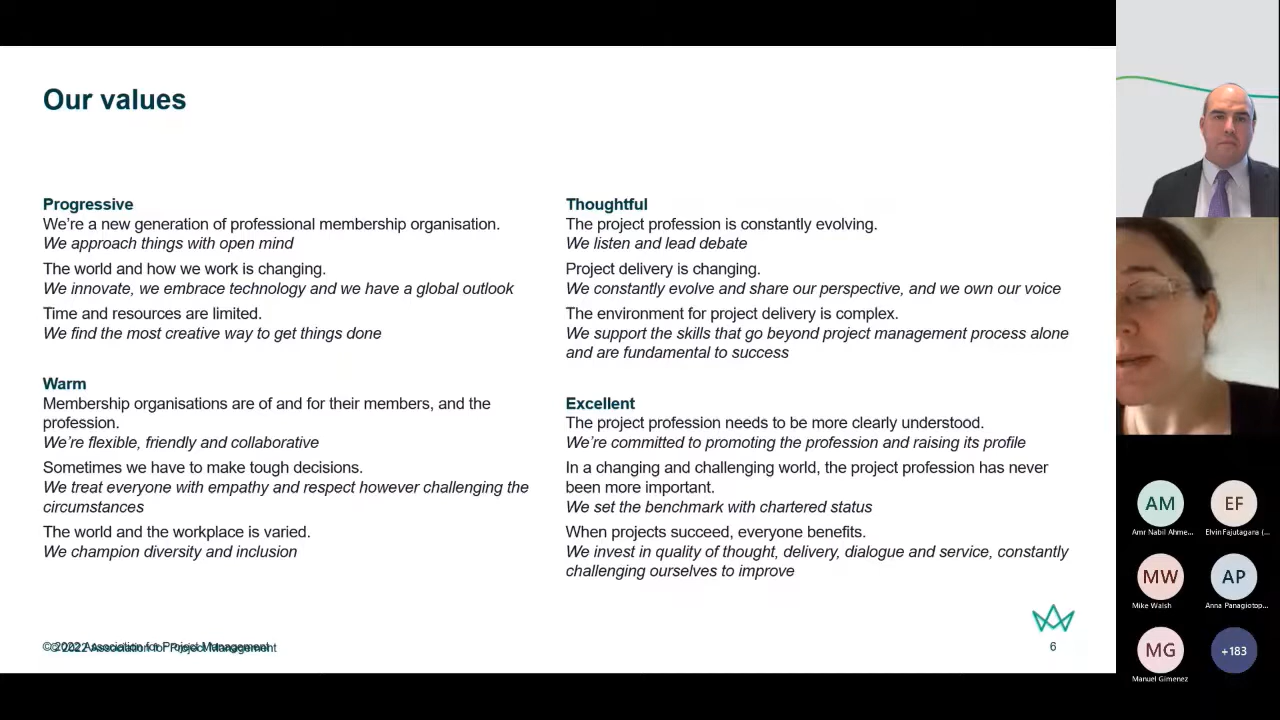 Our values
Progressive
We're a new generation of professional membership organisation.
We approach things with open mind
The world and how we work is changing.
We innovate, we embrace technology and we have a global outlook
Time and resources are limited.
We find the most creative way to get things done
Warm
Membership organisations are of and for their members, and the
profession.
We're flexible, friendly and collaborative
Sometimes we have to make tough decisions.
We treat everyone with empathy and respect however challenging the
circumstances
The world and the workplace is varied.
We champion diversity and inclusion
Thoughtful
The project profession is constantly evolving.
We listen and lead debate
Project delivery is changing.
We constantly evolve and share our perspective, and we own our voice
The environment for project delivery is complex.
We support the skills that go beyond project management process alone
and are fundamental to success
Excellent
The project profession needs to be more clearly understood.
We're committed to promoting the profession and raising its profile
In a changing and challenging world, the project profession has never
been more important.
We set the benchmark with chartered status
When projects succeed, everyone benefits.
We invest in quality of thought, delivery, dialogue and service, constantly
challenging ourselves to improve
© 2022 Association for Project Management
6
AM
EF
Amr Nabil Ahme...
Elvin Fajutagara (...
MW
AP
Mike Walsh
Anna Panagiotop...
MG
+183
Manuel Gimenez